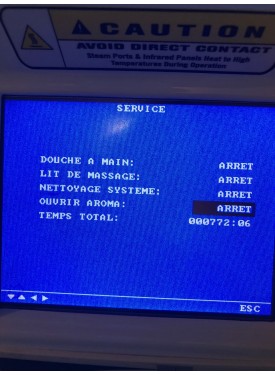 CAUTION
AVOID DIRECT CONTACT
Steam Ports & Infrared Panels Heat to High
Temperatures During Operation
SERVICE
DOUCHE A MAIN: ARRET
LIT DE MASSAGE: ARRET
NETTOYAGE SYSTEME: ARRET
OUVRIR AROMA: ARRET
TEMPS TOTAL: 000772:06
ESC